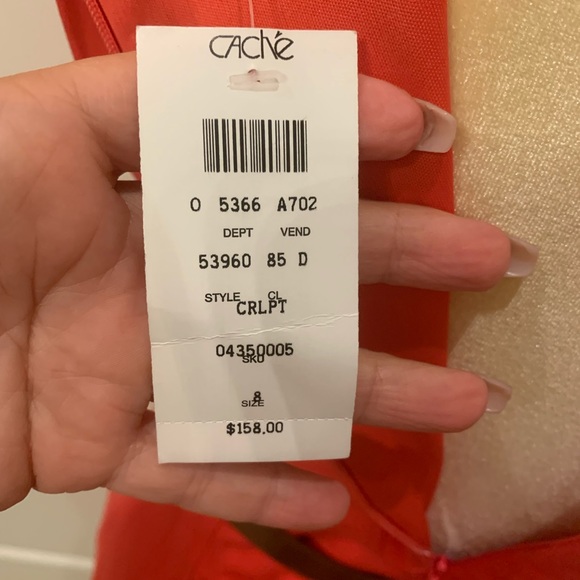 CACHÉ
0 5366 A702
DEPT VEND
53960 85 D
STYLE CL
CRLPT
04350005
SKU
8
SIZE
$158.00